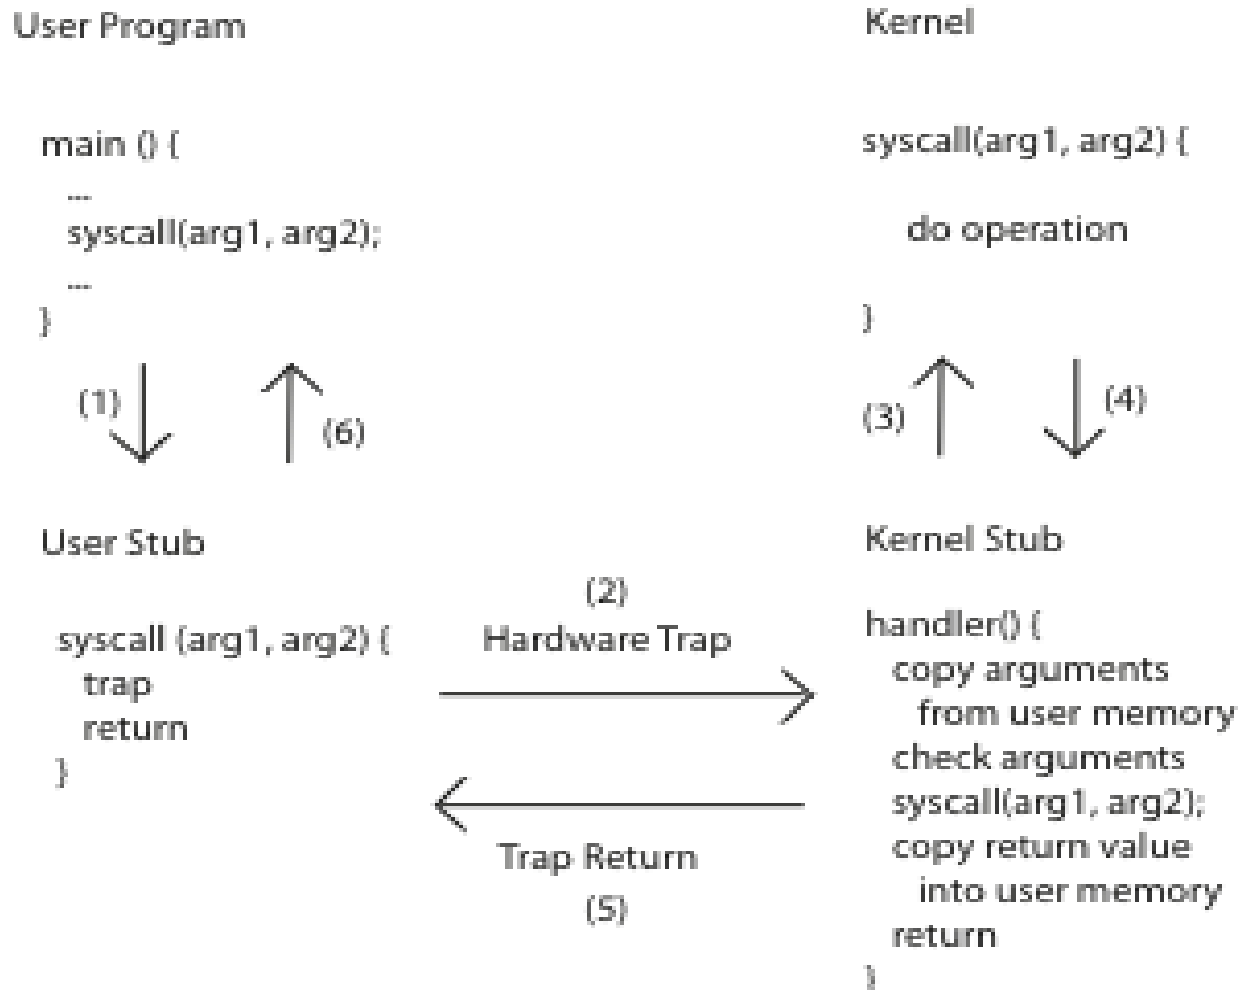 User Program
main () {
...
syscall(arg1, arg2);
...
}
(1)
(6)
User Stub
syscall (arg1, arg2) {
trap
return
}
(2)
Hardware Trap
Trap Return
(5)
Kernel
syscall(arg1, arg2) {
do operation
}
(3)
(4)
Kernel Stub
handler() {
copy arguments
from user memory
check arguments
syscall(arg1, arg2);
copy return value
into user memory
return
}